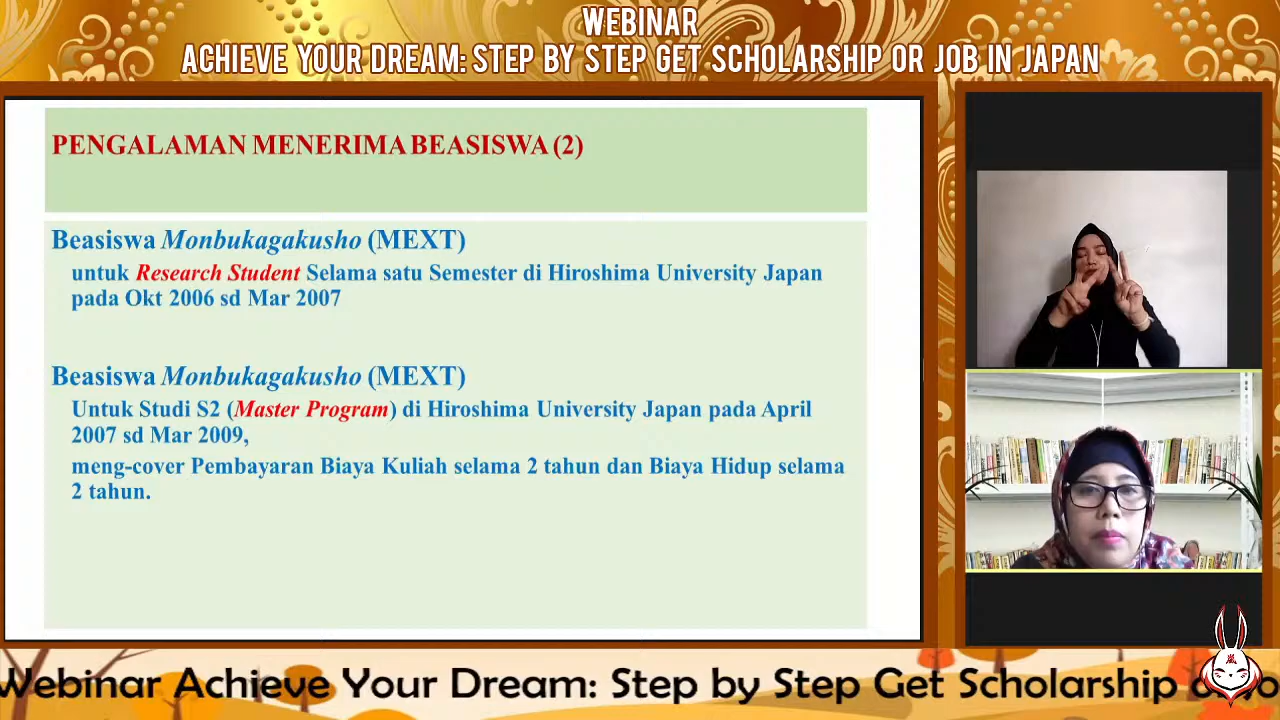 WEBINAR
ACHIEVE YOUR DREAM: STEP BY STEP GET SCHOLARSHIP OR JOB IN JAPAN
PENGALAMAN MENERIMA BEASISWA (2)
Beasiswa Monbukagakusho (MEXT)
untuk Research Student Selama satu Semester di Hiroshima University Japan
pada Okt 2006 sd Mar 2007
Beasiswa Monbukagakusho (MEXT)
Untuk Studi S2 (Master Program) di Hiroshima University Japan pada April
2007 sd Mar 2009,
meng-cover Pembayaran Biaya Kuliah selama 2 tahun dan Biaya Hidup selama
2 tahun.
Webinar Achieve Your Dream: Step by Step Get Scholarship